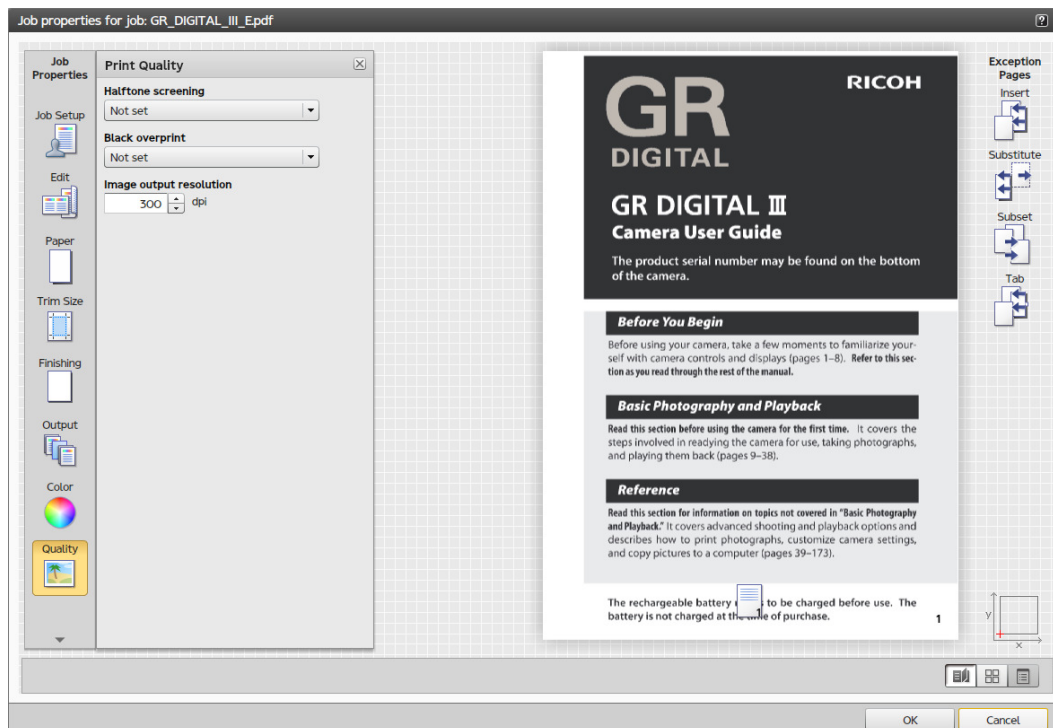 Job properties for job: GR_DIGITAL_III_E.pdf
?
Job
Properties
Job Setup
Edit
Paper
Trim Size
Finishing
Output
Color
Quality
Print Quality
Halftone screening
Not set
Black overprint
Not set
Image output resolution
300 dpi
RICOH
GR
DIGITAL
GR DIGITAL III
Camera User Guide
The product serial number may be found on the bottom
of the camera.
Before You Begin
Before using your camera, take a few moments to familiarize your-
self with camera controls and displays (pages 1–8). Refer to this sec-
tion as you read through the rest of the manual.
Basic Photography and Playback
Read this section before using the camera for the first time. It covers the
steps involved in readying the camera for use, taking photographs,
and playing them back (pages 9–38).
Reference
Read this section for information on topics not covered in "Basic Photography
and Playback." It covers advanced shooting and playback options and
describes how to print photographs, customize camera settings,
and copy pictures to a computer (pages 39–173).
The rechargeable battery to be charged before use. The
battery is not charged at the time of purchase.
1
1
Exception
Pages
Insert
Substitute
Subset
Tab
y
x
OK
Cancel